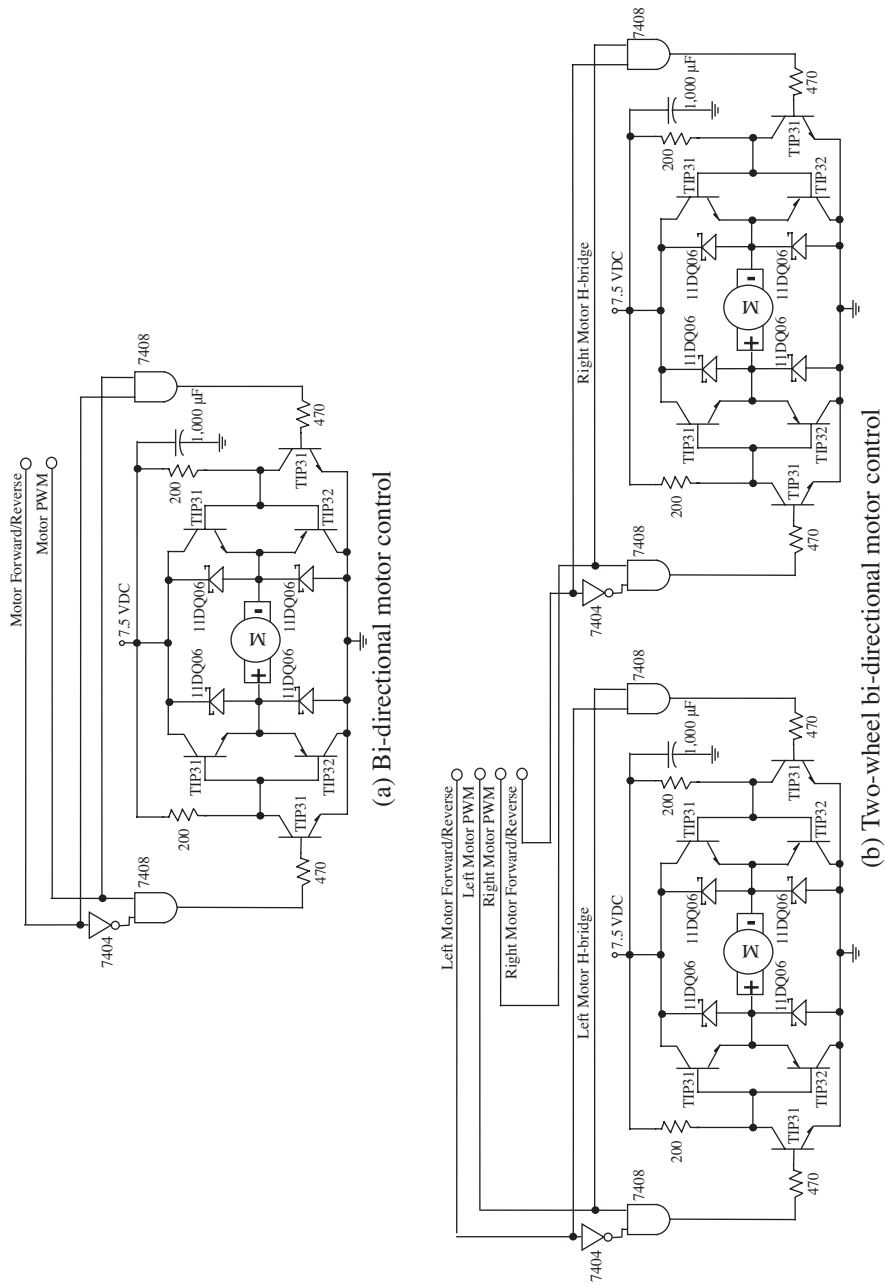 Motor Forward/Reverse
Motor PWM
7404
7408
7408
7.5 VDC
200
200
1,000 µF
470
470
TIP31
TIP31
TIP31
TIP31
TIP32
TIP32
11DQ06
11DQ06
11DQ06
11DQ06
+ M -
(a) Bi-directional motor control
Left Motor Forward/Reverse
Left Motor PWM
Right Motor PWM
Right Motor Forward/Reverse
Left Motor H-bridge
7404
7408
7408
7.5 VDC
200
200
1,000 µF
470
470
TIP31
TIP31
TIP31
TIP31
TIP32
TIP32
11DQ06
11DQ06
11DQ06
11DQ06
+ M -
Right Motor H-bridge
7404
7408
7408
7.5 VDC
200
200
1,000 µF
470
470
TIP31
TIP31
TIP31
TIP31
TIP32
TIP32
11DQ06
11DQ06
11DQ06
11DQ06
+ M -
(b) Two-wheel bi-directional motor control